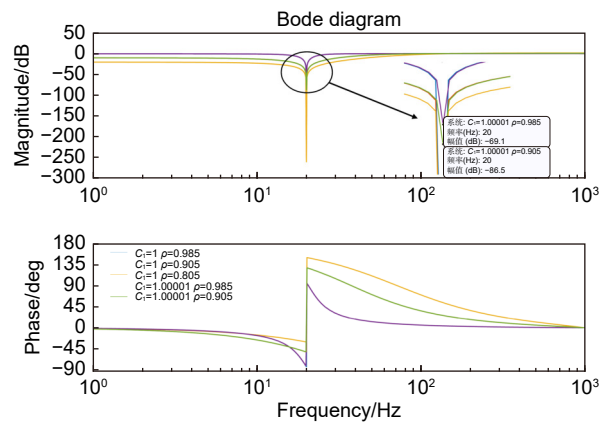 Bode diagram
Magnitude/dB
50
0
−50
−100
−150
−200
−250
−300
10⁰
10¹
10²
10³
系统: C₁=1.00001 ρ=0.985
频率(Hz): 20
幅值 (dB): −69.1
系统: C₁=1.00001 ρ=0.905
频率(Hz): 20
幅值 (dB): −86.5
Phase/deg
180
135
90
45
0
−45
−90
C₁=1 ρ=0.985
C₁=1 ρ=0.905
C₁=1 ρ=0.805
C₁=1.00001 ρ=0.985
C₁=1.00001 ρ=0.905
10⁰
10¹
10²
10³
Frequency/Hz